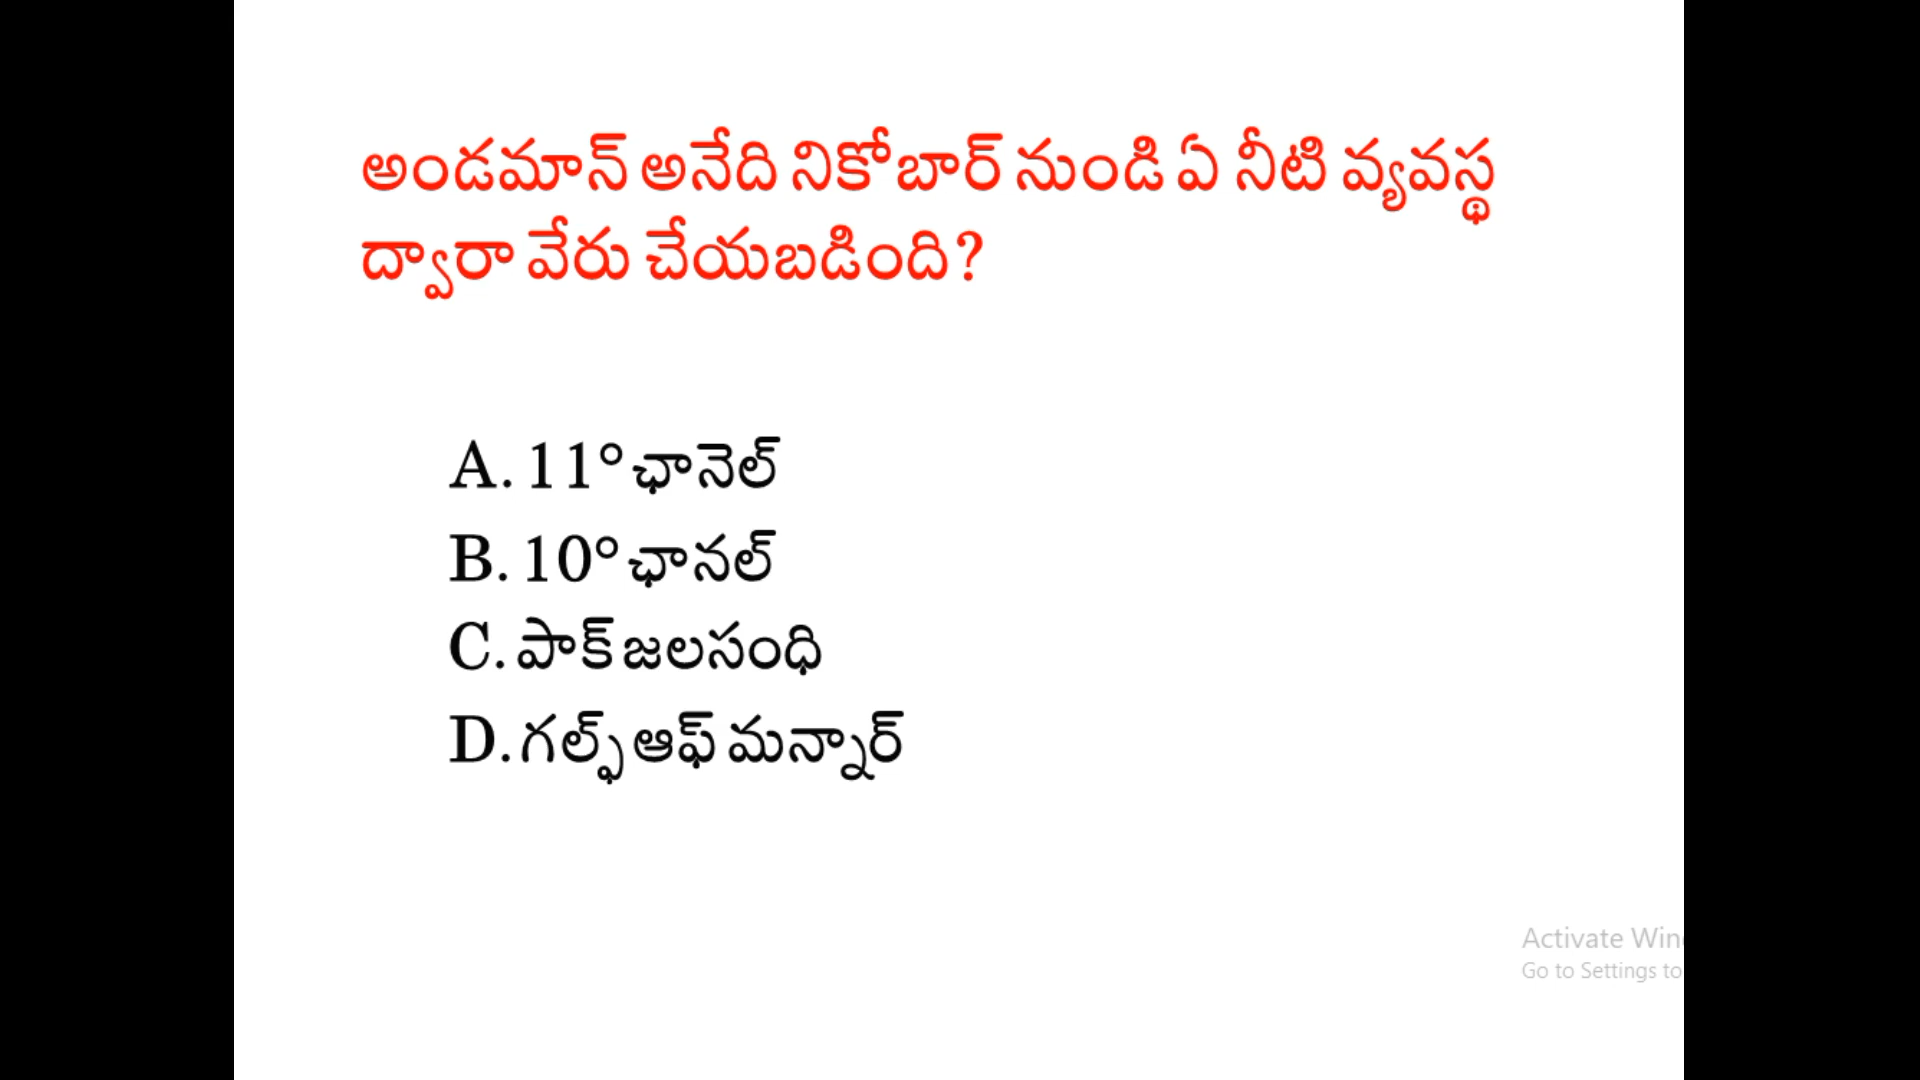 అండమాన్ అనేది నికోబార్ నుండి ఏ నీటి వ్యవస్థ
ద్వారా వేరు చేయబడింది?
A. 11° ఛానెల్
B. 10° ఛానల్
C. పాక్ జలసంధి
D. గల్ఫ్ ఆఫ్ మన్నార్
Activate Win
Go to Settings to